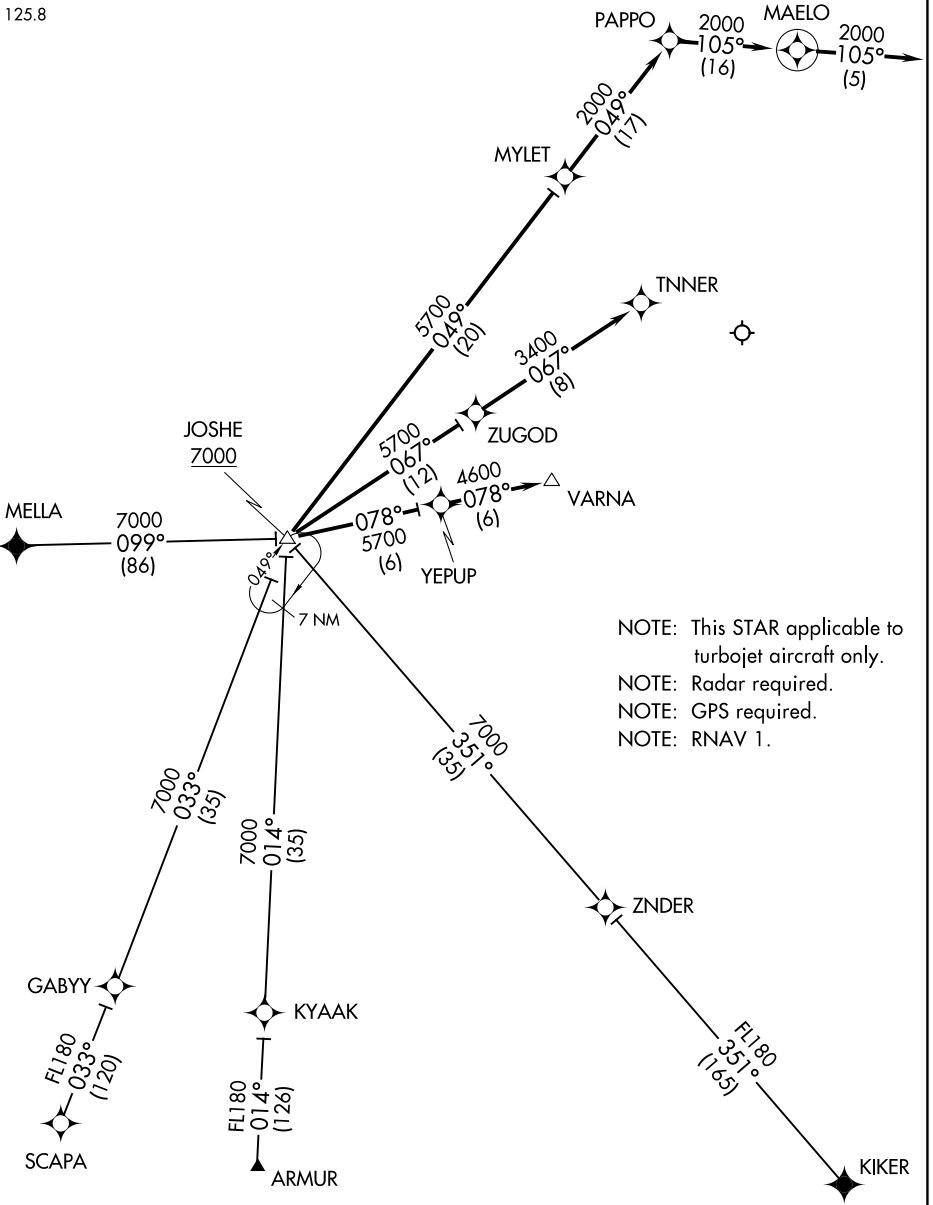 125.8
PAPPO
2000
105°
(16)
MAELO
2000
105°
(5)
2000
049°
(17)
MYLET
5700
049°
(20)
TNNER
3400
067°
(8)
ZUGOD
5700
067°
(12)
JOSHE
7000
4600
078°
(6)
VARNA
078°
5700
(6)
YEPUP
MELLA
7000
099°
(86)
049°
7 NM
NOTE: This STAR applicable to
turbojet aircraft only.
NOTE: Radar required.
NOTE: GPS required.
NOTE: RNAV 1.
7000
351°
(35)
7000
033°
(35)
7000
014°
(35)
ZNDER
GABYY
KYAAK
FL180
033°
(120)
FL180
014°
(126)
FL180
351°
(165)
SCAPA
ARMUR
KIKER